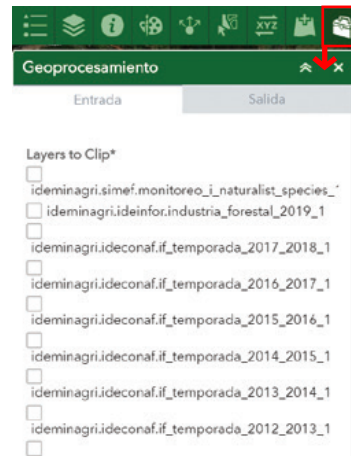 XYZ
Geoprocesamiento
Entrada Salida
Layers to Clip*
ideminagri.simef.monitoreo_i_naturalist_species_
ideminagri.ideinfor.industria_forestal_2019_1
ideminagri.ideconaf.if_temporada_2017_2018_1
ideminagri.ideconaf.if_temporada_2016_2017_1
ideminagri.ideconaf.if_temporada_2015_2016_1
ideminagri.ideconaf.if_temporada_2014_2015_1
ideminagri.ideconaf.if_temporada_2013_2014_1
ideminagri.ideconaf.if_temporada_2012_2013_1